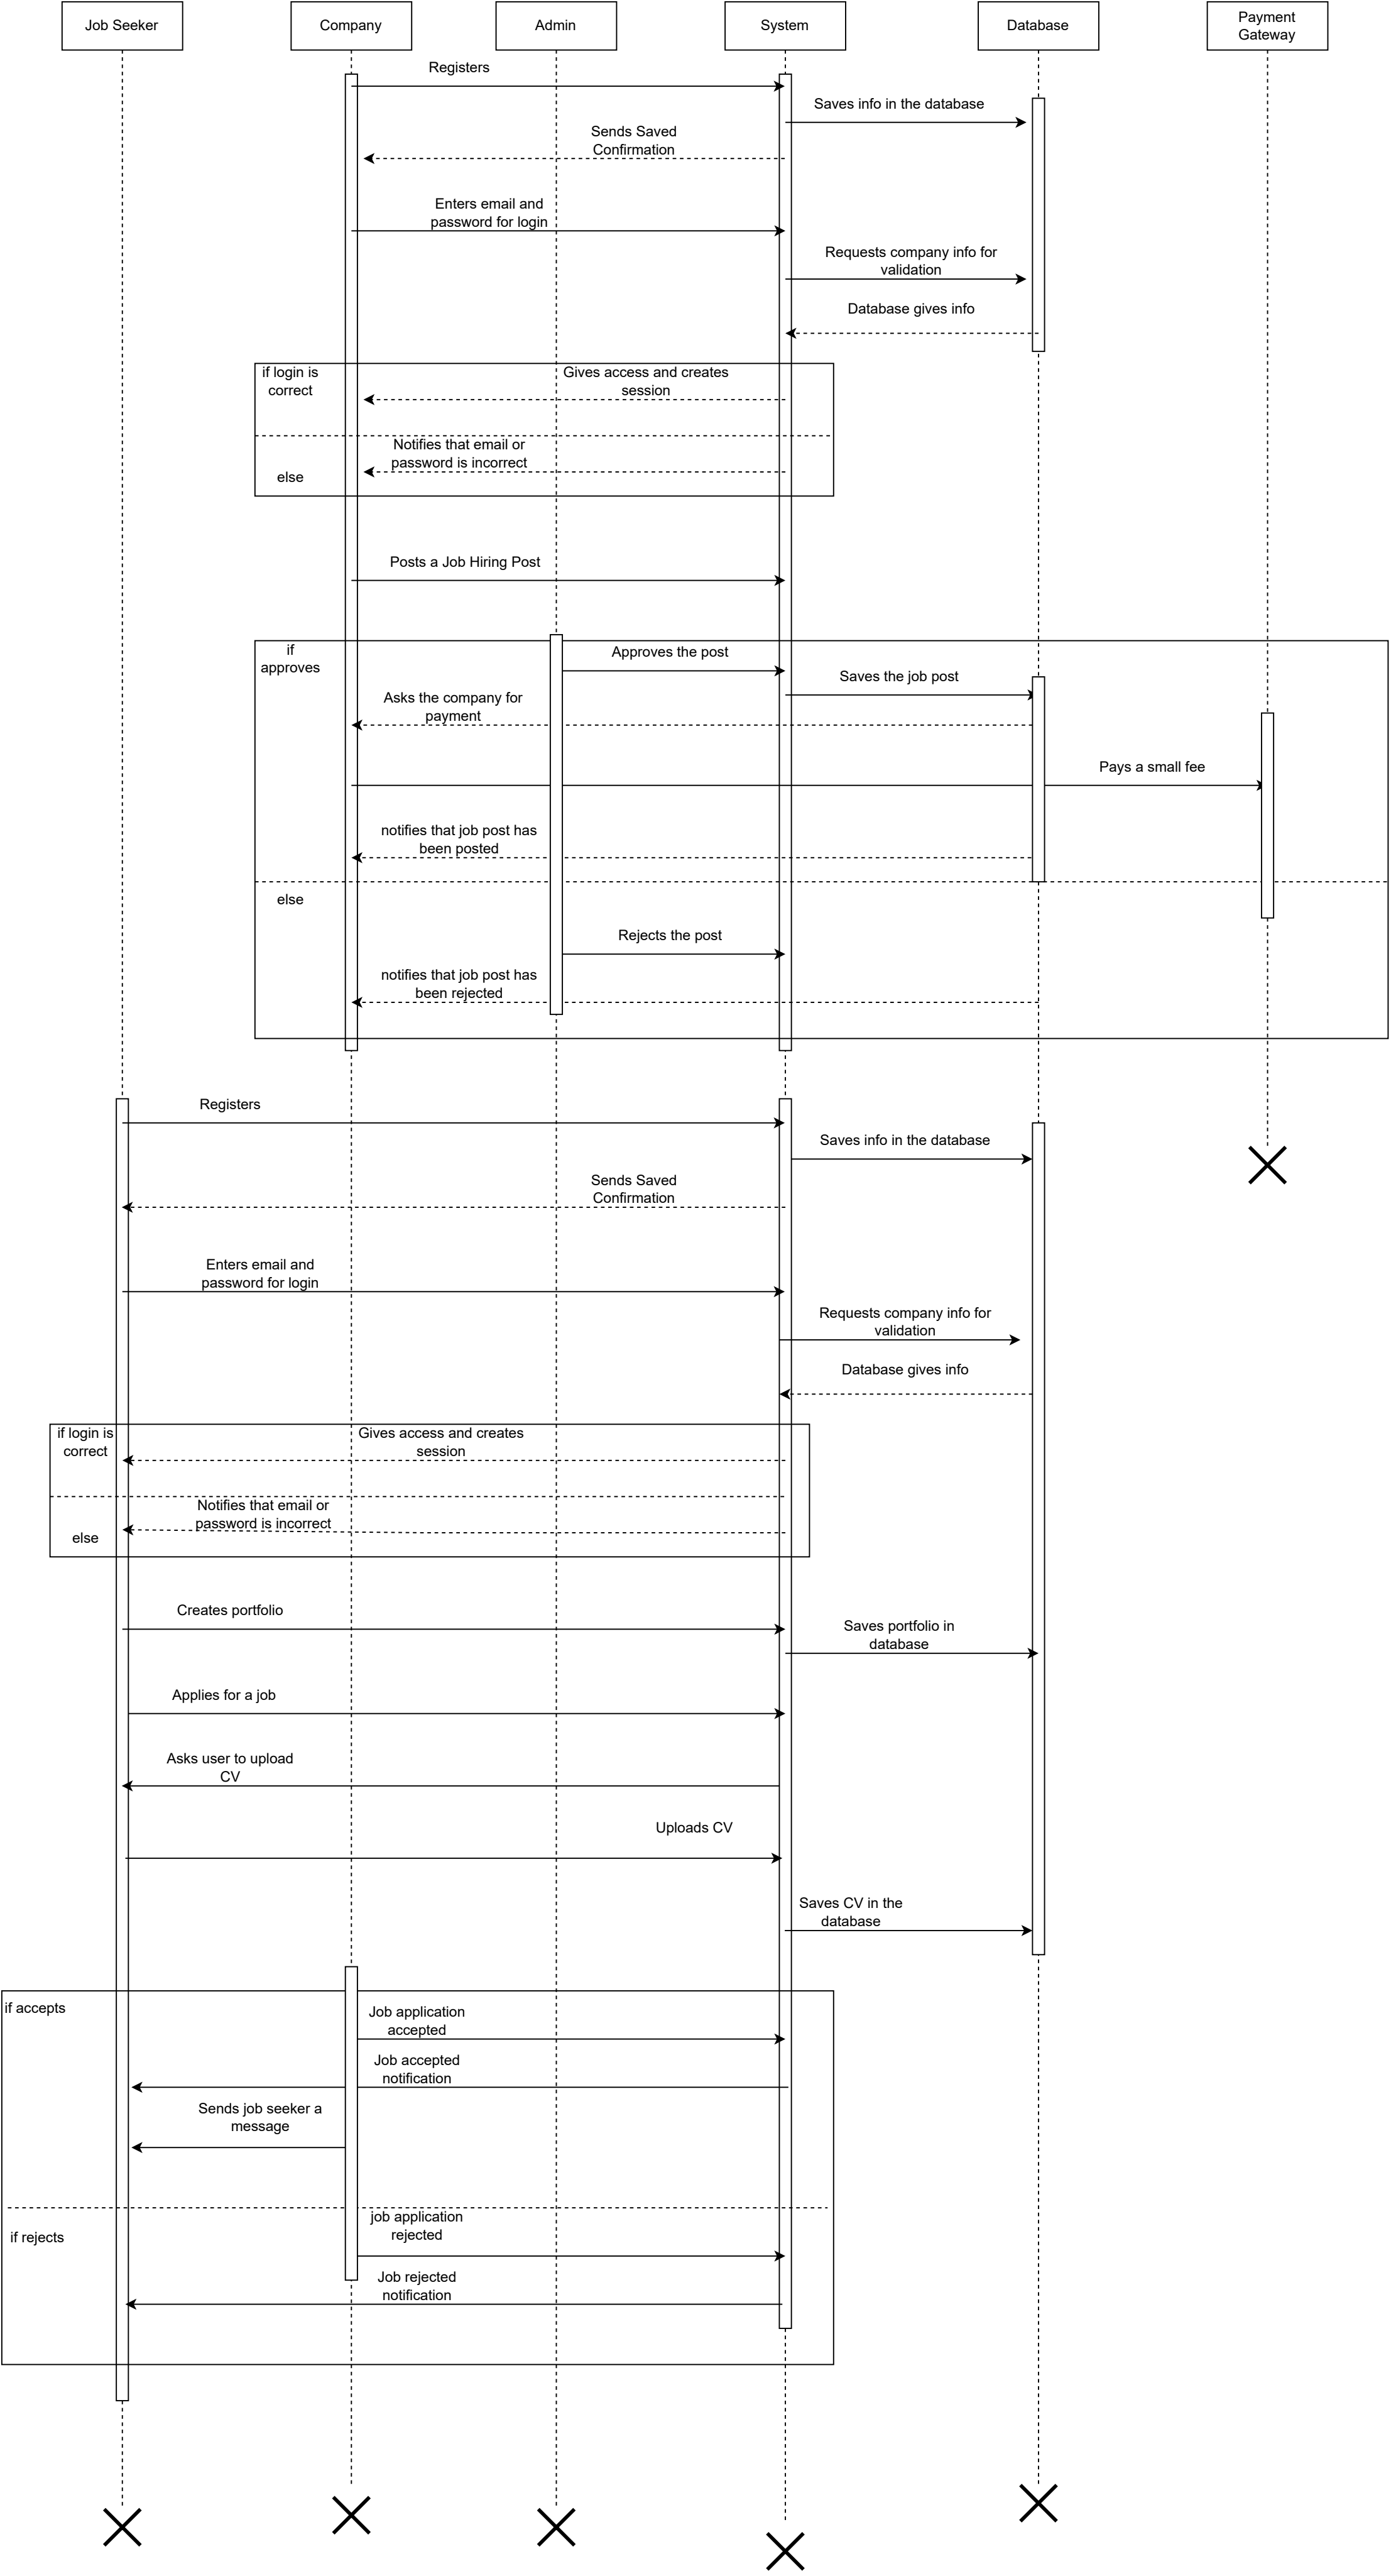 Job Seeker
Company
Admin
System
Database
Payment
Gateway
Registers
Saves info in the database
Sends Saved
Confirmation
Enters email and
password for login
Requests company info for
validation
Database gives info
if login is
correct
Gives access and creates
session
Notifies that email or
password is incorrect
else
Posts a Job Hiring Post
if
approves
Approves the post
Saves the job post
Asks the company for
payment
Pays a small fee
notifies that job post has
been posted
else
Rejects the post
notifies that job post has
been rejected
Registers
Saves info in the database
Sends Saved
Confirmation
Enters email and
password for login
Requests company info for
validation
Database gives info
if login is
correct
Gives access and creates
session
Notifies that email or
password is incorrect
else
Creates portfolio
Saves portfolio in
database
Applies for a job
Asks user to upload
CV
Uploads CV
Saves CV in the
database
if accepts
Job application
accepted
Job accepted
notification
Sends job seeker a
message
job application
rejected
if rejects
Job rejected
notification